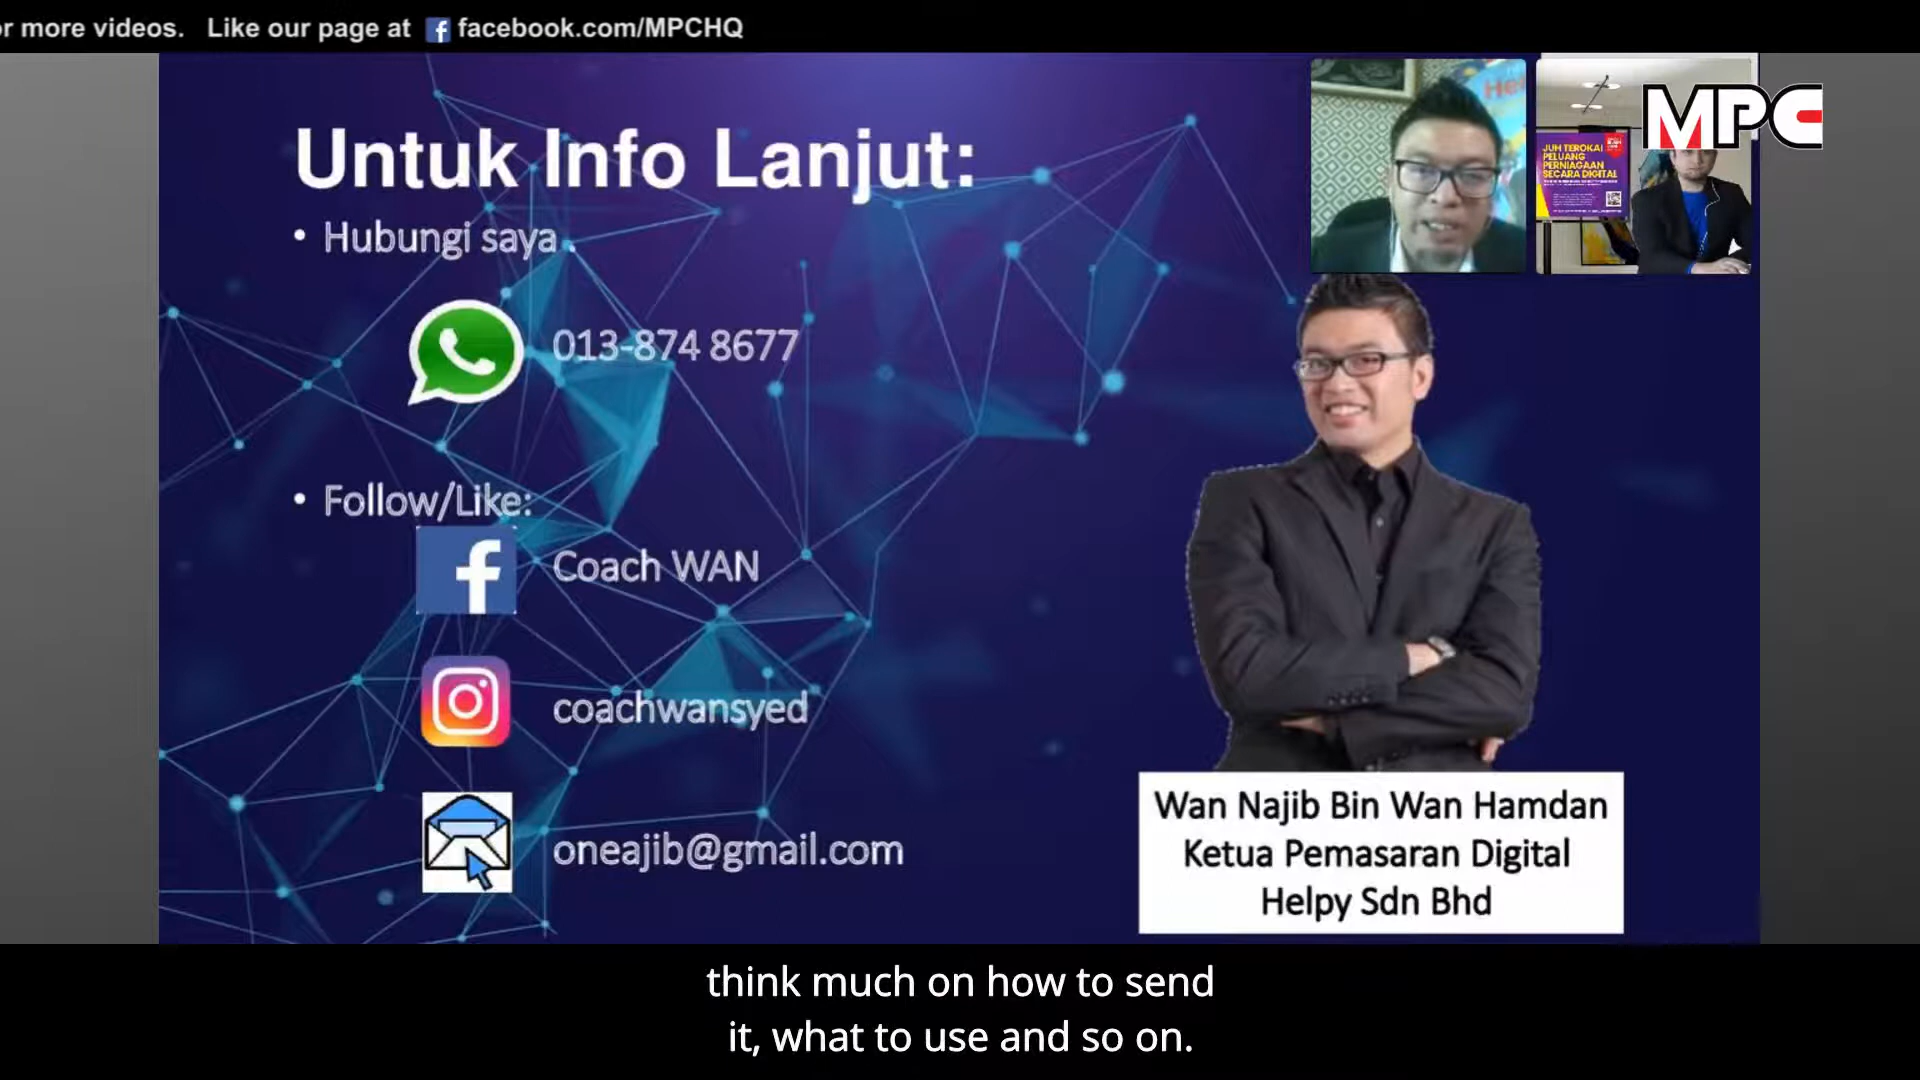 or more videos. Like our page at facebook.com/MPCHQ
MPC
Untuk Info Lanjut:
• Hubungi saya .
013-874 8677
• Follow/Like:
Coach WAN
coachwansyed
oneajib@gmail.com
JUH TEROKAI
PELUANG
PERNIAGAAN
SECARA DIGITAL
Wan Najib Bin Wan Hamdan
Ketua Pemasaran Digital
Helpy Sdn Bhd
think much on how to send
it, what to use and so on.